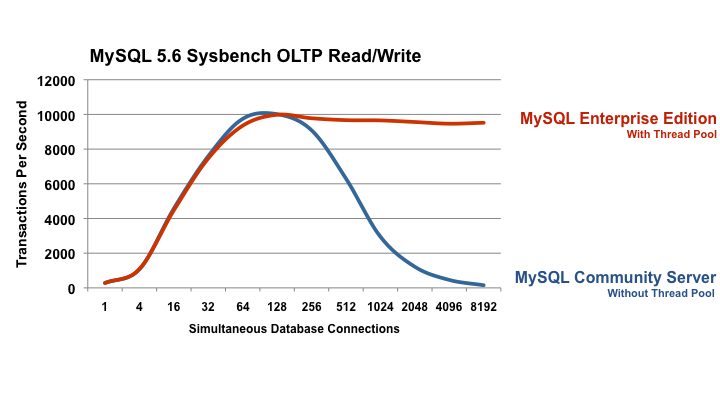 MySQL 5.6 Sysbench OLTP Read/Write
12000
10000
8000
6000
4000
2000
0
Transactions Per Second
1 4 16 32 64 128 256 512 1024 2048 4096 8192
Simultaneous Database Connections
MySQL Enterprise Edition
With Thread Pool
MySQL Community Server
Without Thread Pool